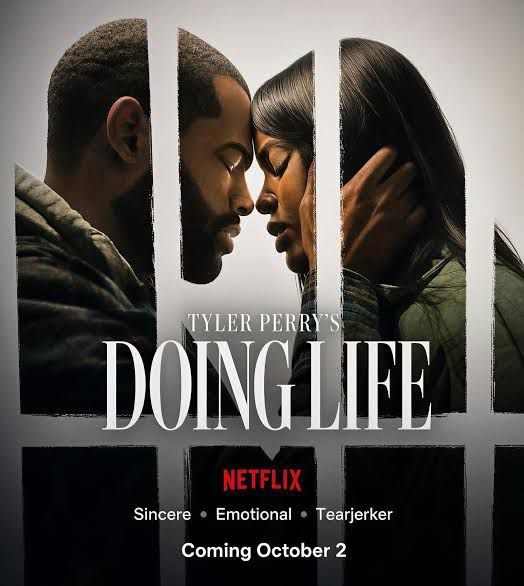 TYLER PERRY'S
DOING LIFE
NETFLIX
Sincere • Emotional • Tearjerker
Coming October 2